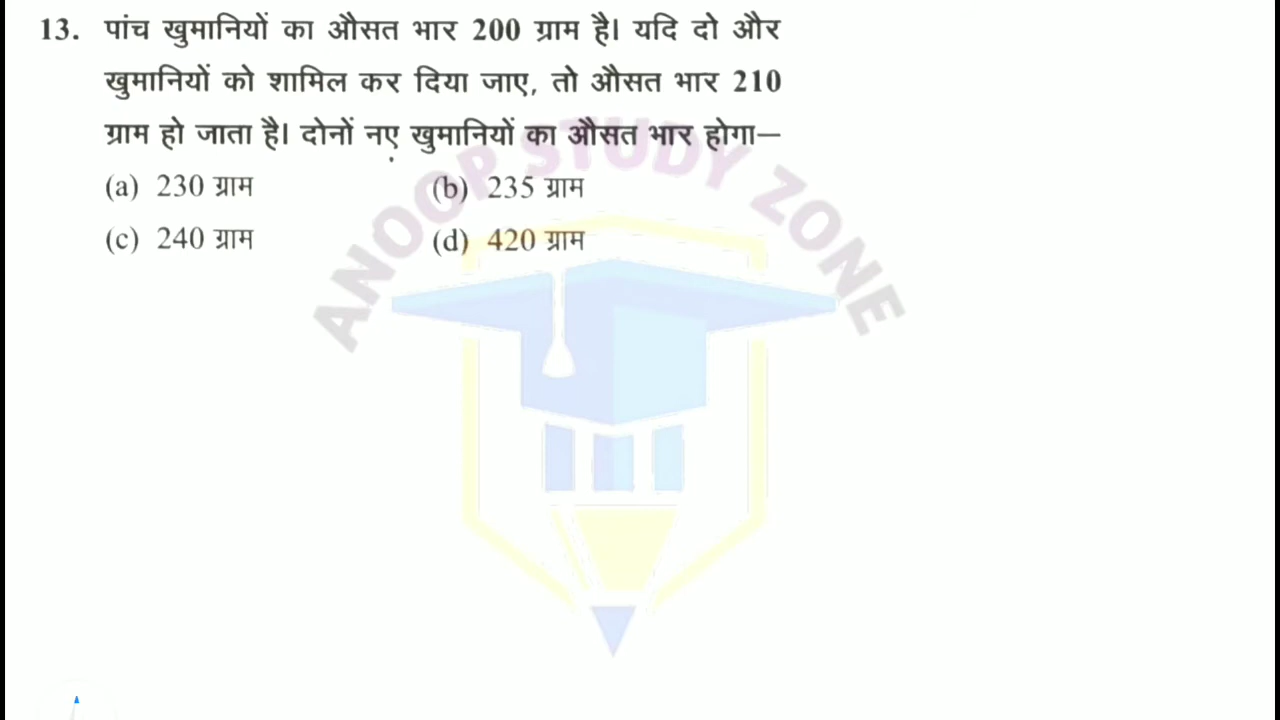 13. पांच खुमानियों का औसत भार 200 ग्राम है। यदि दो और
खुमानियों को शामिल कर दिया जाए, तो औसत भार 210
ग्राम हो जाता है। दोनों नए खुमानियों का औसत भार होगा—
(a) 230 ग्राम (b) 235 ग्राम
(c) 240 ग्राम (d) 420 ग्राम
ANOOP STUDY ZONE